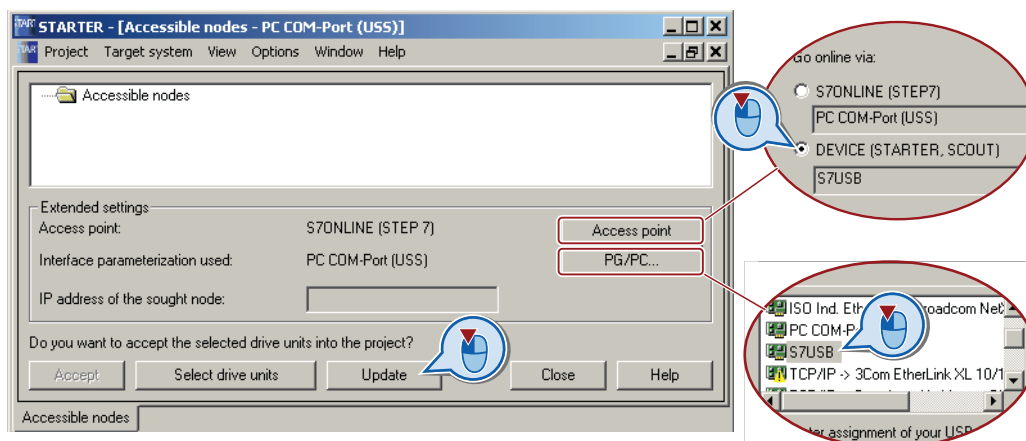 STARTER - [Accessible nodes - PC COM-Port (USS)]
Project Target system View Options Window Help
Accessible nodes
Extended settings
Access point: S7ONLINE (STEP 7) Access point
Interface parameterization used: PC COM-Port (USS) PG/PC...
IP address of the sought node:
Do you want to accept the selected drive units into the project?
Accept Select drive units Update Close Help
Accessible nodes
Go online via:
S7ONLINE (STEP7)
PC COM-Port (USS)
DEVICE (STARTER, SCOUT)
S7USB
ISO Ind.
PC COM-P
S7USB
TCP/IP -> 3Com EtherLink XL 10/1
assignment of your USB